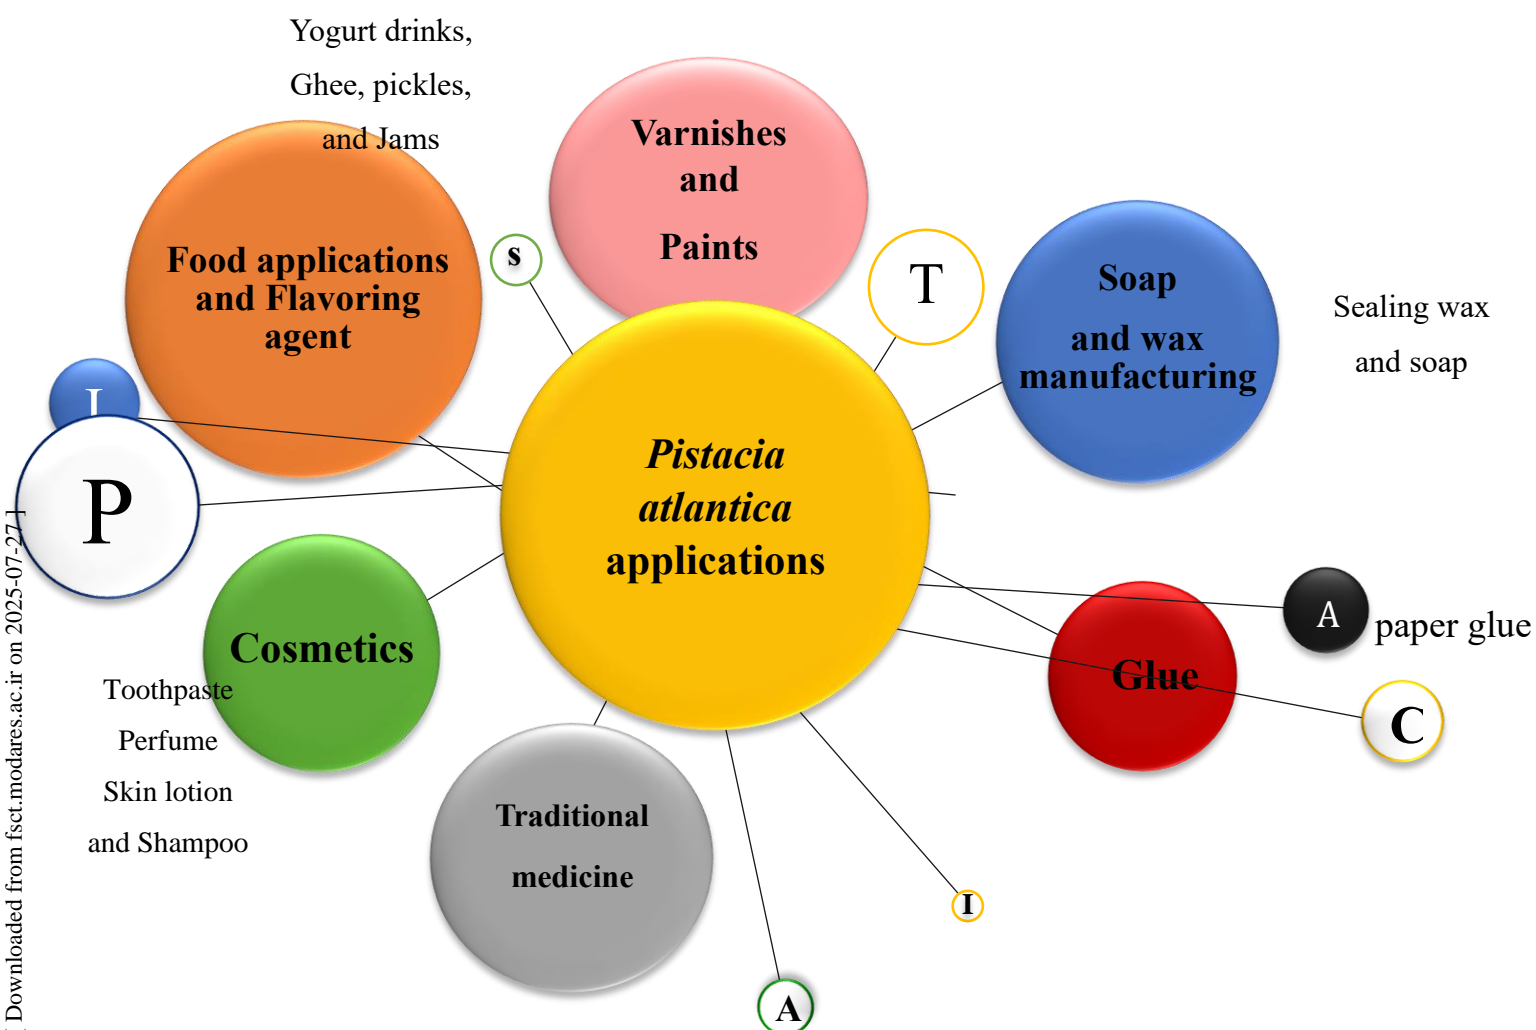 Yogurt drinks,
Ghee, pickles,
and Jams
Varnishes
and
Paints
Food applications
and Flavoring
agent
s
T
Soap
and wax
manufacturing
Sealing wax
and soap
I
P
Pistacia
atlantica
applications
Cosmetics
Toothpaste
Perfume
Skin lotion
and Shampoo
Traditional
medicine
Glue
A
paper glue
C
I
A
Downloaded from fsct.modares.ac.ir on 2025-07-27 ]